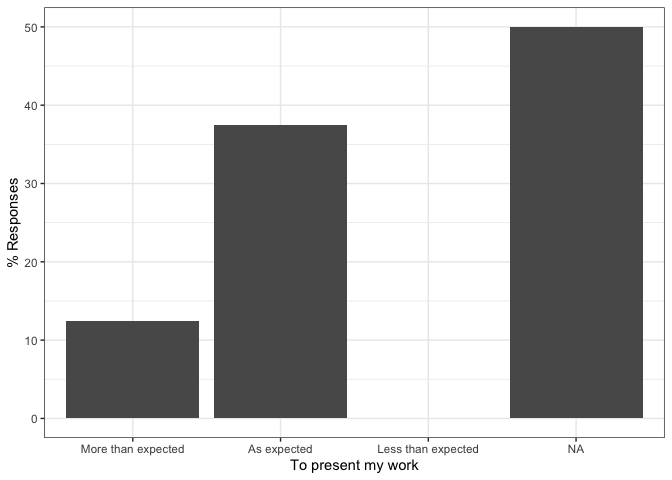 50
40
30
20
10
0
% Responses
More than expected As expected Less than expected NA
To present my work